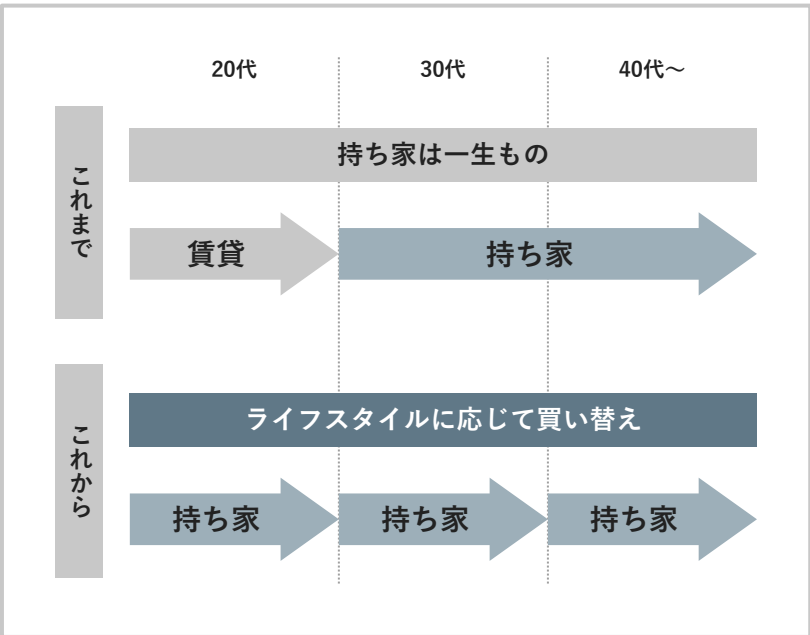 20代
30代
40代～
これまで
持ち家は一生もの
賃貸
持ち家
これから
ライフスタイルに応じて買い替え
持ち家
持ち家
持ち家